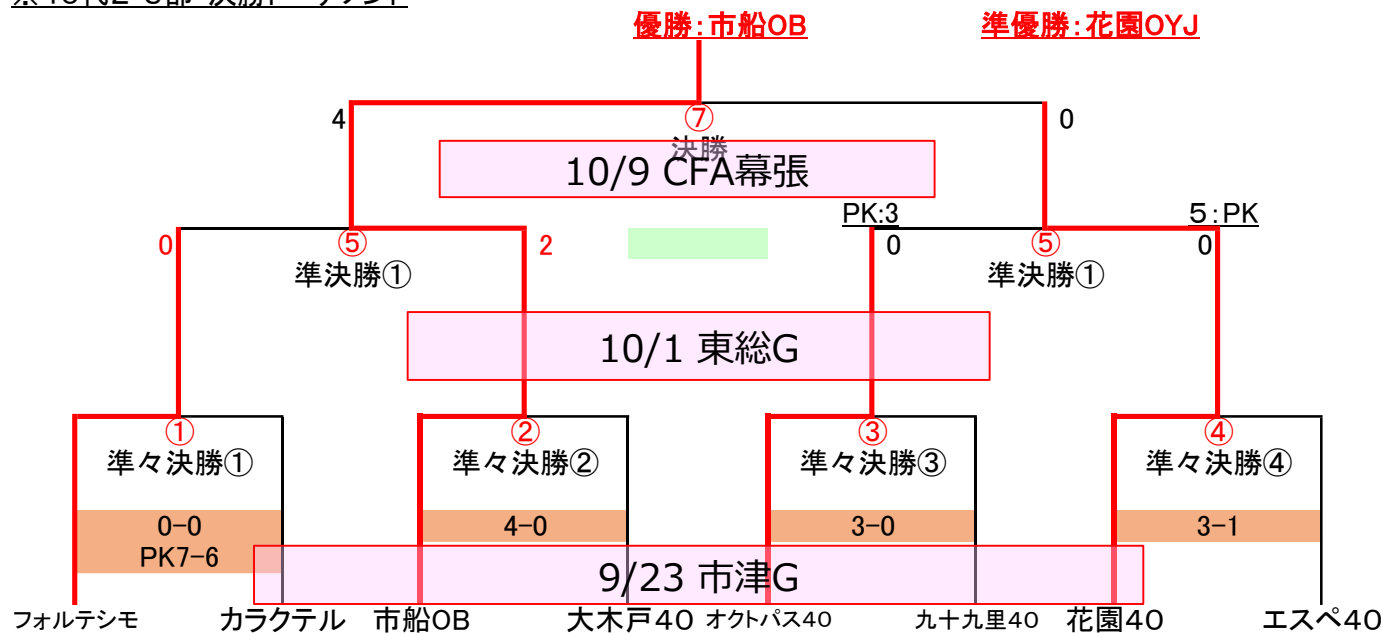 優勝：市船OB
準優勝：花園OYJ
4
⑦
0
決勝
10/9 CFA幕張
PK:3
５：PK
0
⑤
2
0
⑤
0
準決勝①
準決勝①
10/1 東総G
①
②
③
④
準々決勝①
準々決勝②
準々決勝③
準々決勝④
0-0
4-0
3-0
3-1
PK7-6
9/23 市津G
フォルテシモ
カラクテル
市船OB
大木戸40
オクトパス40
九十九里40
花園40
エスペ40